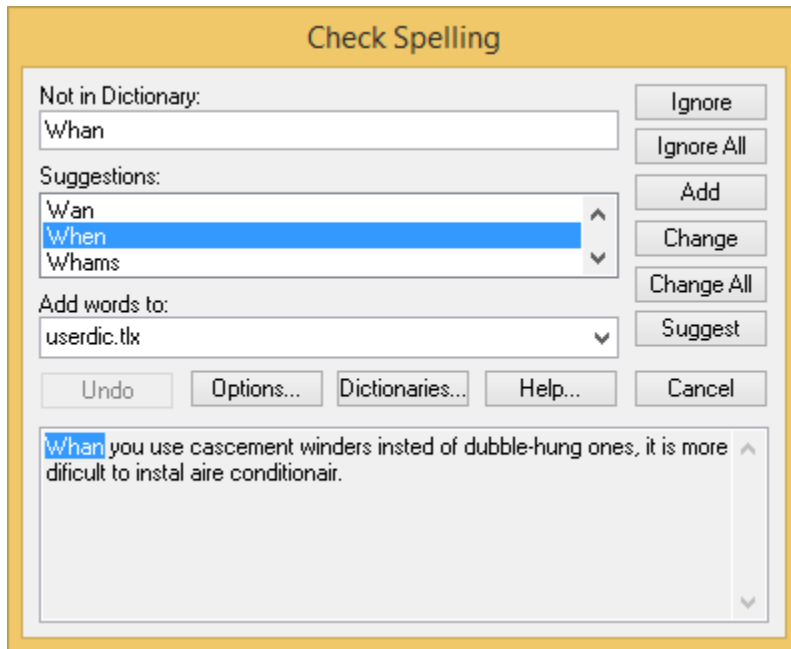 Check Spelling
Not in Dictionary:
Whan
Ignore
Ignore All
Suggestions:
Wan
When
Whams
Add
Change
Change All
Add words to:
userdic.tlx
Suggest
Undo
Options...
Dictionaries...
Help...
Cancel
Whan you use cascement winders insted of dubble-hung ones, it is more
dificult to instal aire conditionair.